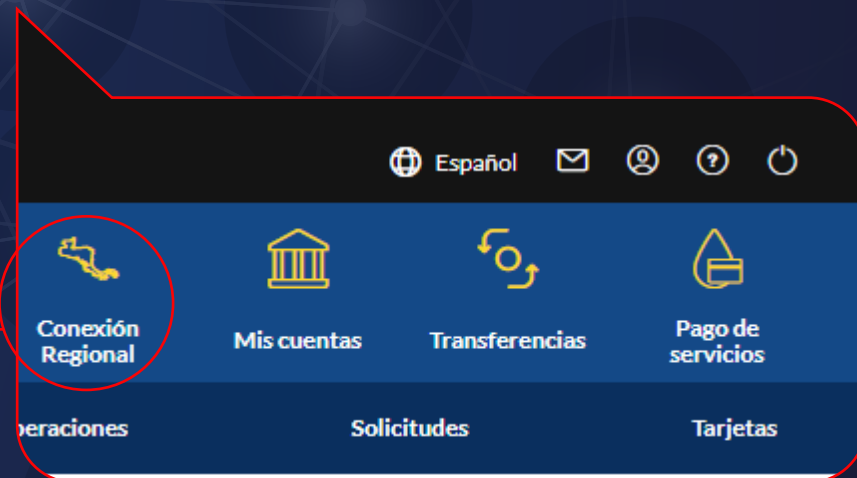 Español
Conexión
Regional
Mis cuentas
Transferencias
Pago de
servicios
peraciones
Solicitudes
Tarjetas